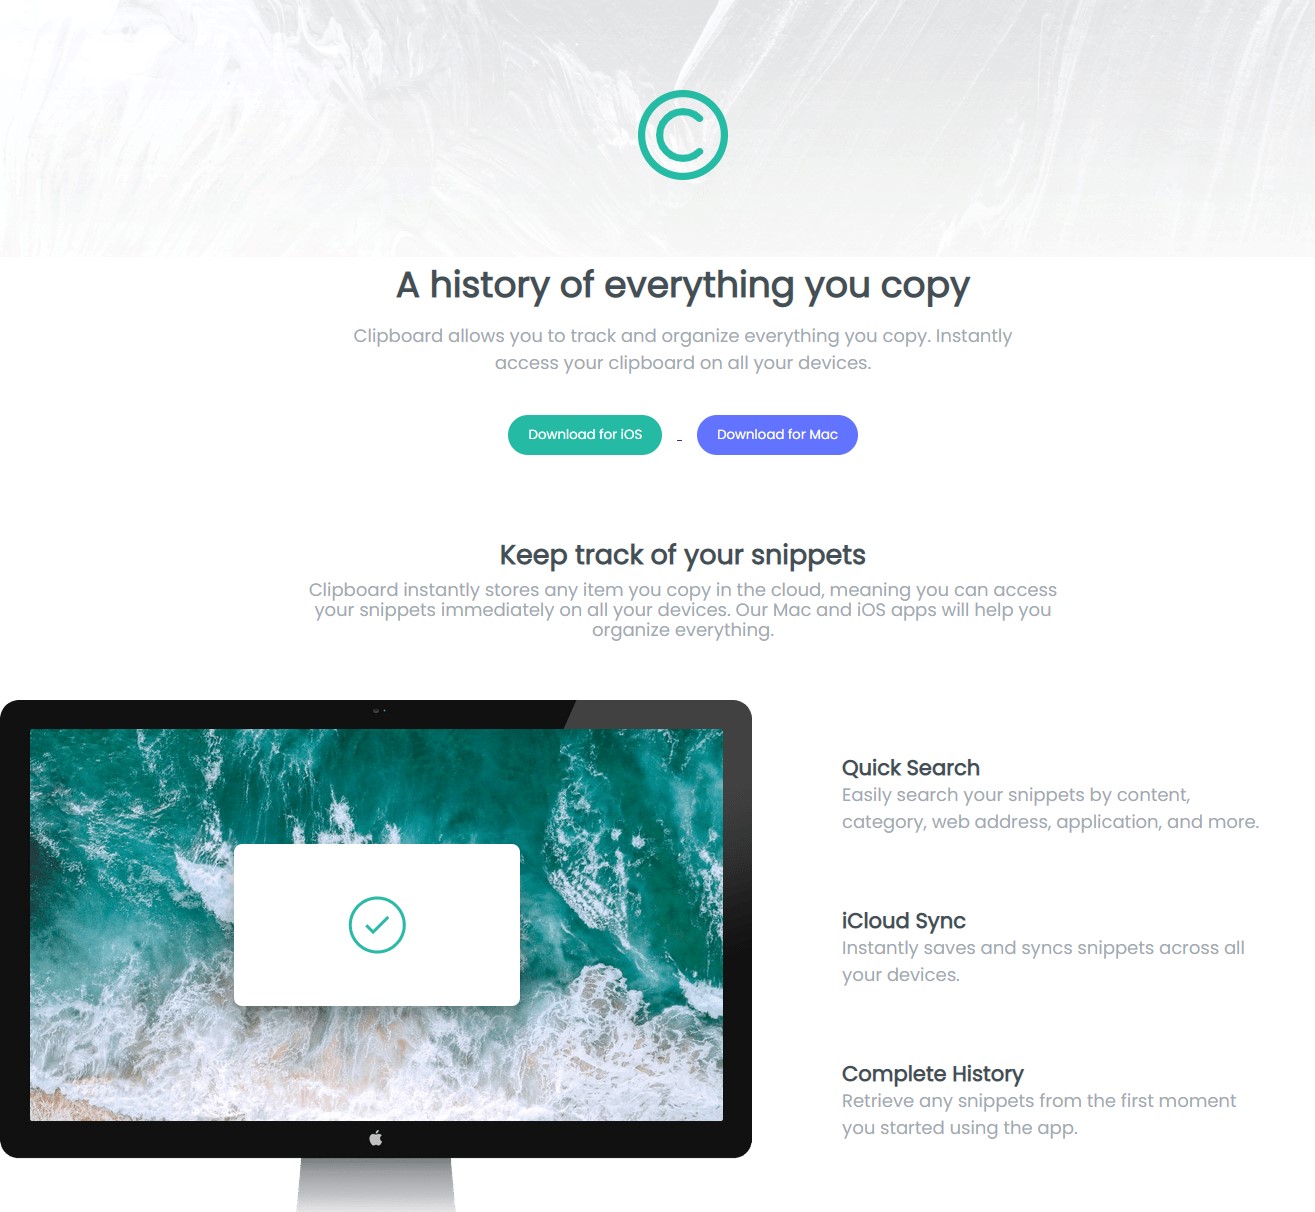 A history of everything you copy
Clipboard allows you to track and organize everything you copy. Instantly
access your clipboard on all your devices.
Download for iOS
Download for Mac
Keep track of your snippets
Clipboard instantly stores any item you copy in the cloud, meaning you can access
your snippets immediately on all your devices. Our Mac and iOS apps will help you
organize everything.
Quick Search
Easily search your snippets by content,
category, web address, application, and more.
iCloud Sync
Instantly saves and syncs snippets across all
your devices.
Complete History
Retrieve any snippets from the first moment
you started using the app.